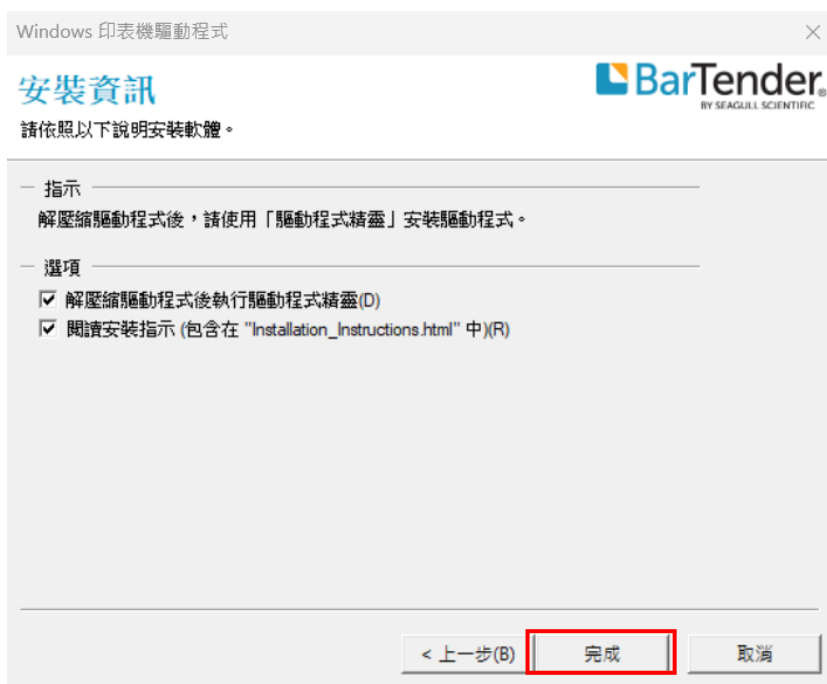 Windows 印表機驅動程式
安裝資訊
BarTender®
BY SEAGULL SCIENTIFIC
請依照以下說明安裝軟體。
指示
解壓縮驅動程式後，請使用「驅動程式精靈」安裝驅動程式。
選項
解壓縮驅動程式後執行驅動程式精靈(D)
閱讀安裝指示 (包含在 "Installation_Instructions.html" 中)(R)
< 上一步(B)
完成
取消